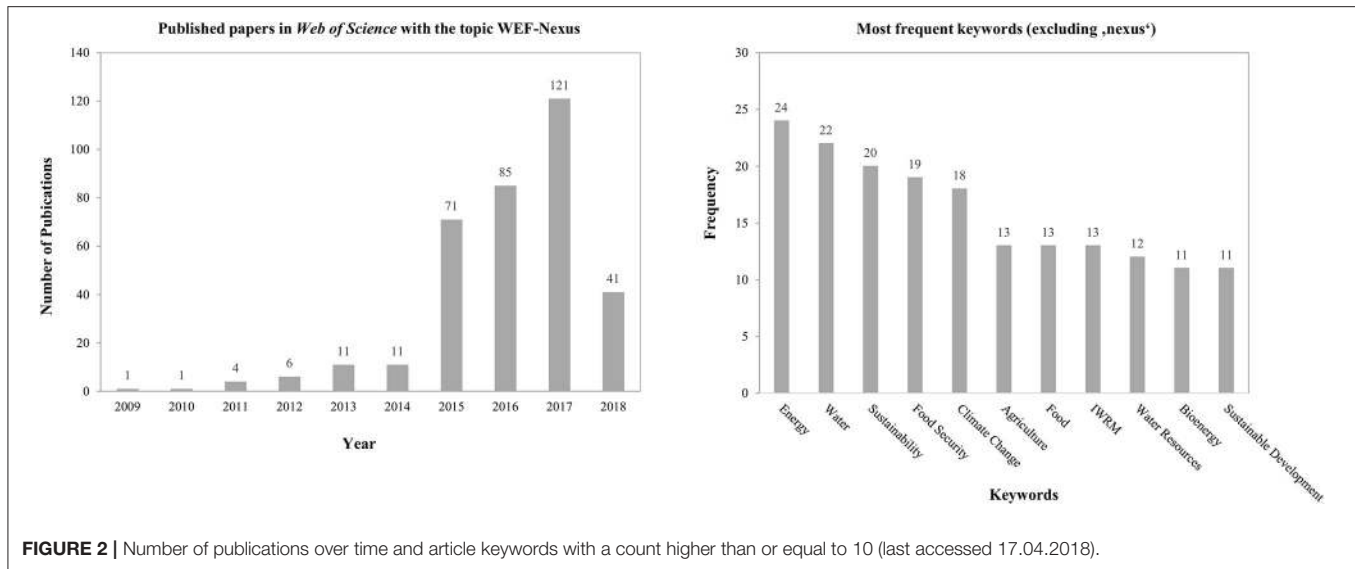 Published papers in Web of Science with the topic WEF-Nexus
140
120
100
80
60
40
20
0
Number of Pubications
1
1
4
6
11
11
71
85
121
41
2009
2010
2011
2012
2013
2014
2015
2016
2017
2018
Year
Most frequent keywords (excluding ‚nexus‘)
30
25
20
15
10
5
0
Frequency
24
22
20
19
18
13
13
13
12
11
11
Energy
Water
Sustainability
Food Security
Climate Change
Agriculture
Food
IWRM
Water Resources
Bioenergy
Sustainable Development
Keywords
FIGURE 2 | Number of publications over time and article keywords with a count higher than or equal to 10 (last accessed 17.04.2018).